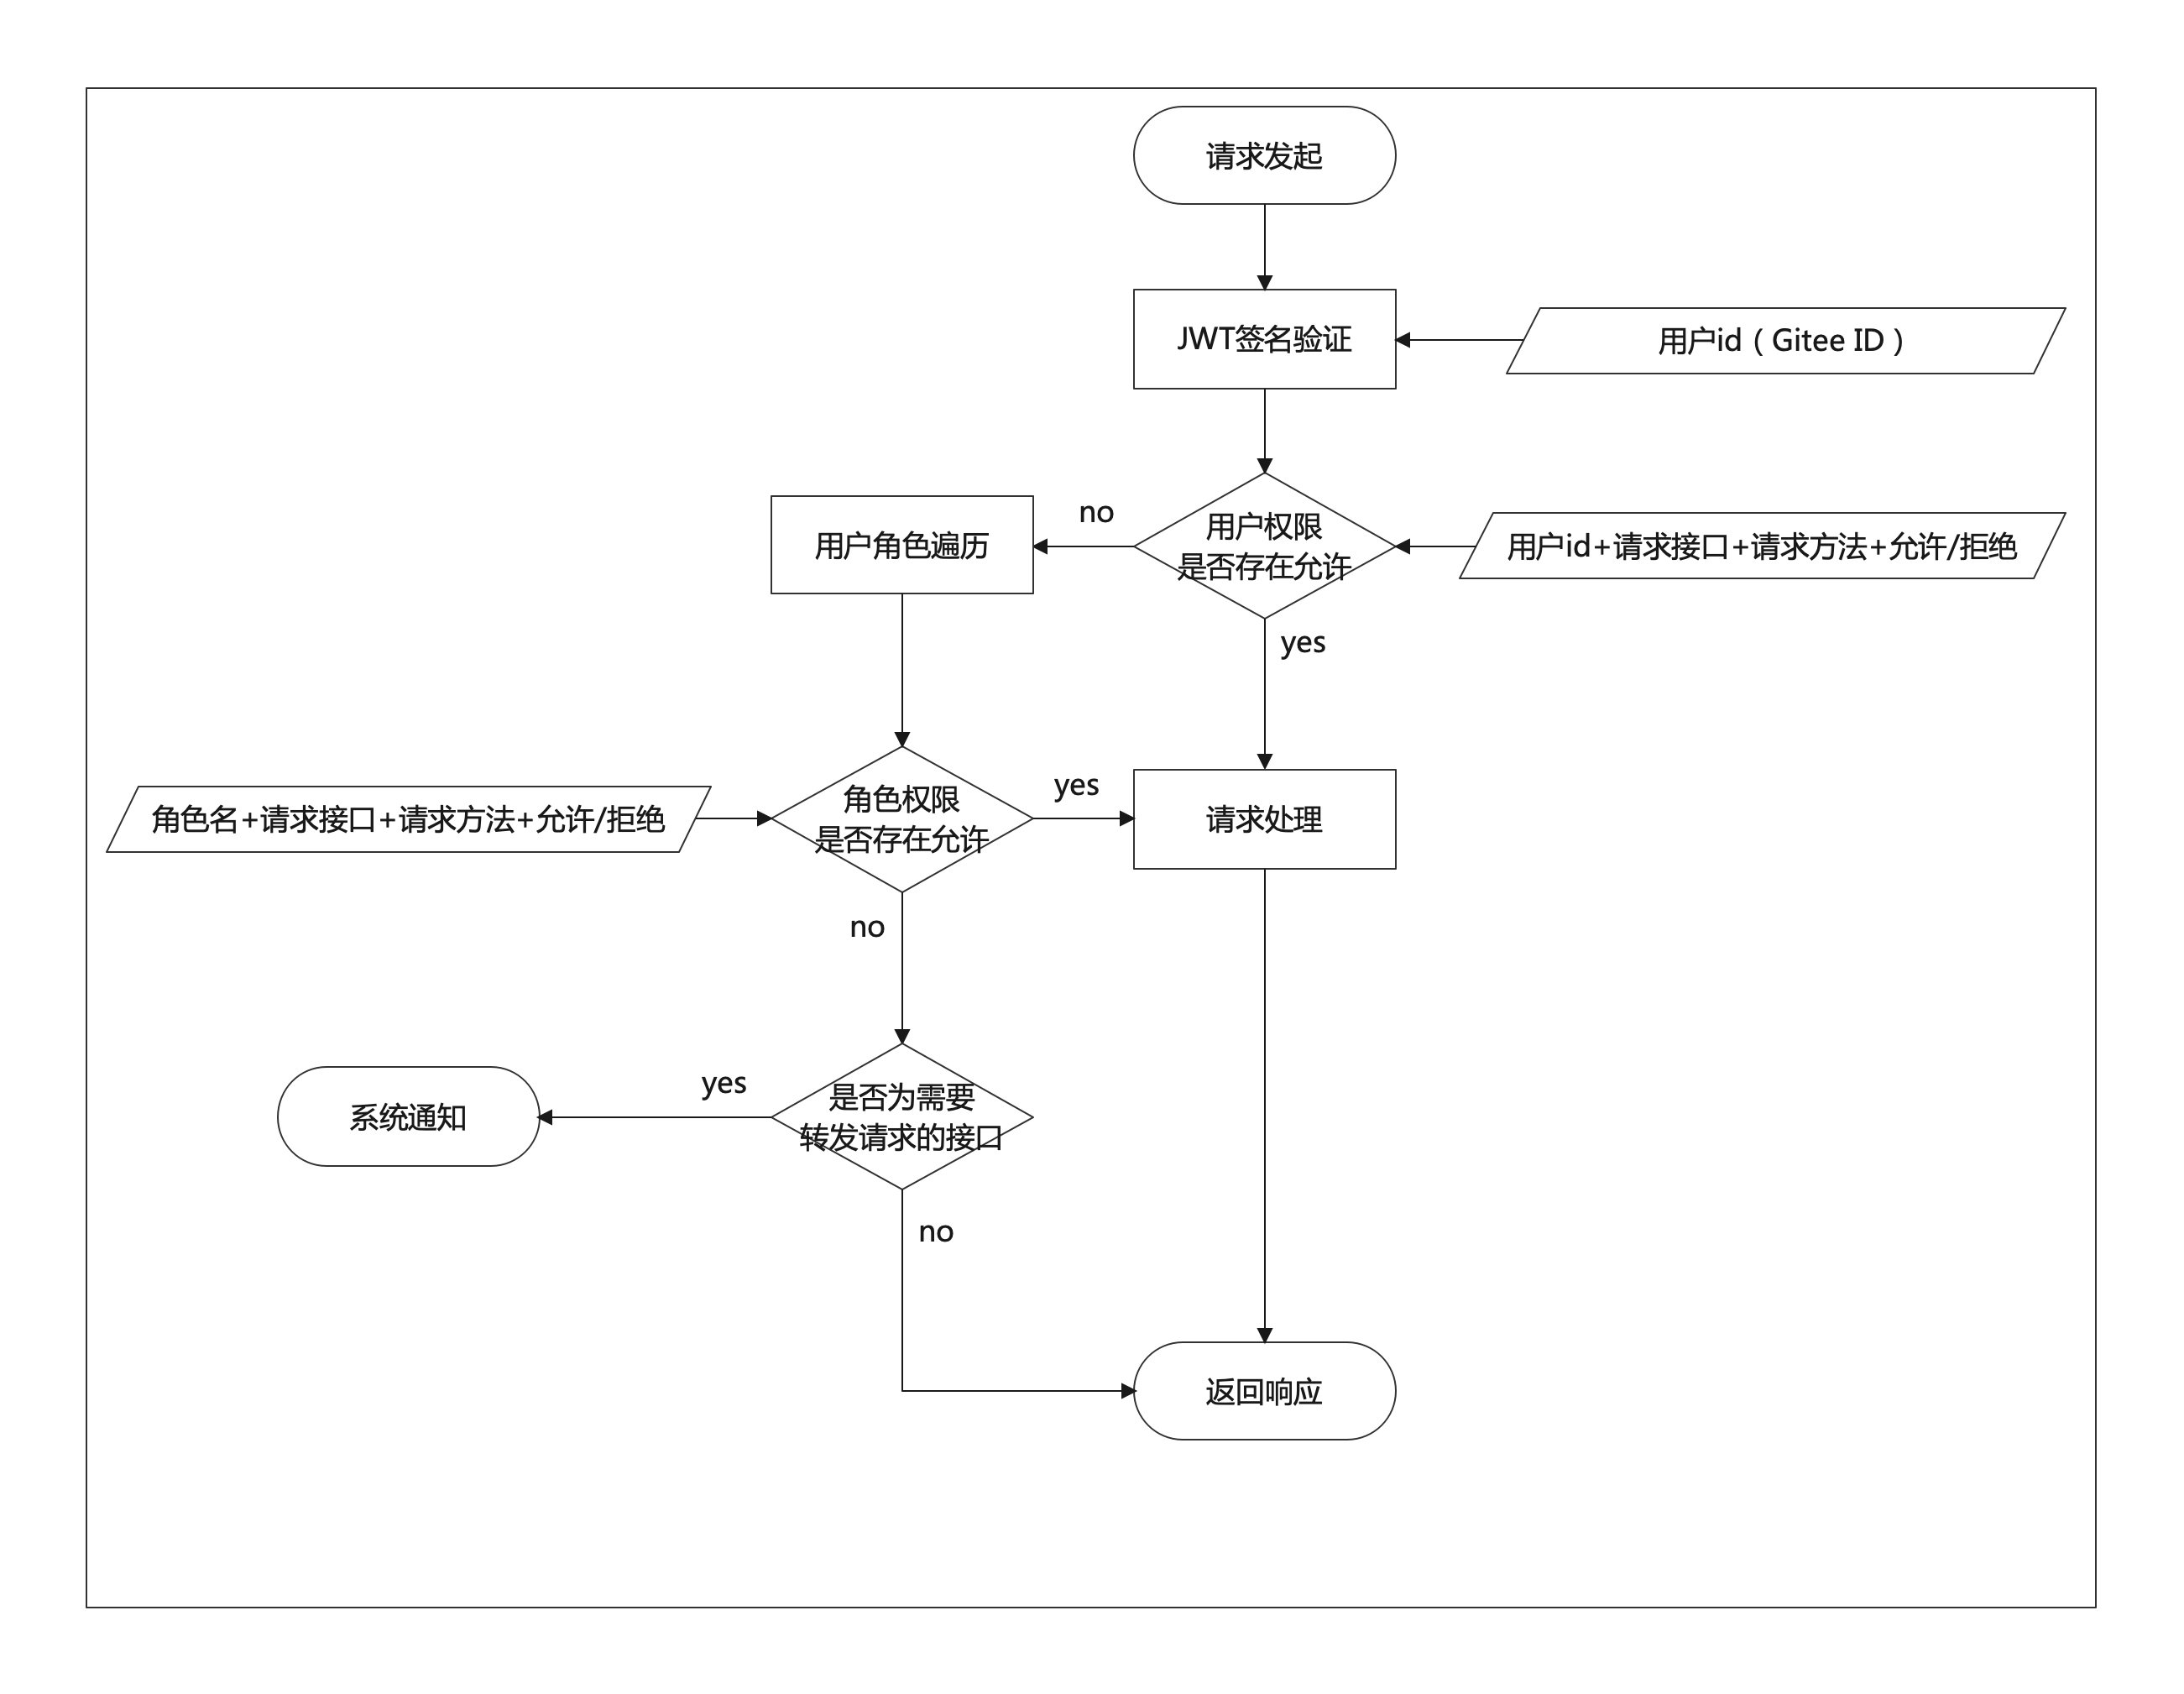 请求发起
JWT签名验证
用户id（Gitee ID）
no
用户角色遍历
用户权限
是否存在允许
用户id+请求接口+请求方法+允许/拒绝
yes
角色名+请求接口+请求方法+允许/拒绝
角色权限
是否存在允许
yes
请求处理
no
系统通知
yes
是否为需要
转发请求的接口
no
返回响应